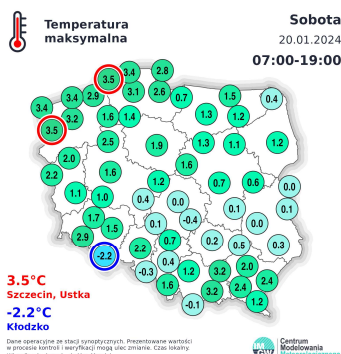 Temperatura
maksymalna
Sobota
20.01.2024
07:00-19:00
3.5 3.4 2.8
3.4 2.9 3.1 2.6 0.7 1.5 0.4
3.4 3.2 1.6 1.4 1.3 1.2
3.5
2.5 1.9 1.3 1.1 1.2
2.0 1.6
2.2 1.6 1.2 0.7 0.6 0.0
1.1 1.0 0.4 0.0 0.1 0.1
1.7 1.5 0.1 -0.4 0.0
2.9 2.2 0.7 0.2 0.5 0.3
-2.2 0.4
-0.3 1.2 3.2 2.0
1.6 3.2 2.4 2.4
-0.1 1.2
3.5°C
Szczecin, Ustka
-2.2°C
Kłodzko
Dane operacyjne ze stacji synoptycznych. Prezentowane wartości
w procesie kontroli i weryfikacji mogą ulec zmianie. Czas lokalny.
IM
GW
Centrum
Modelowania
Meteorologicznego